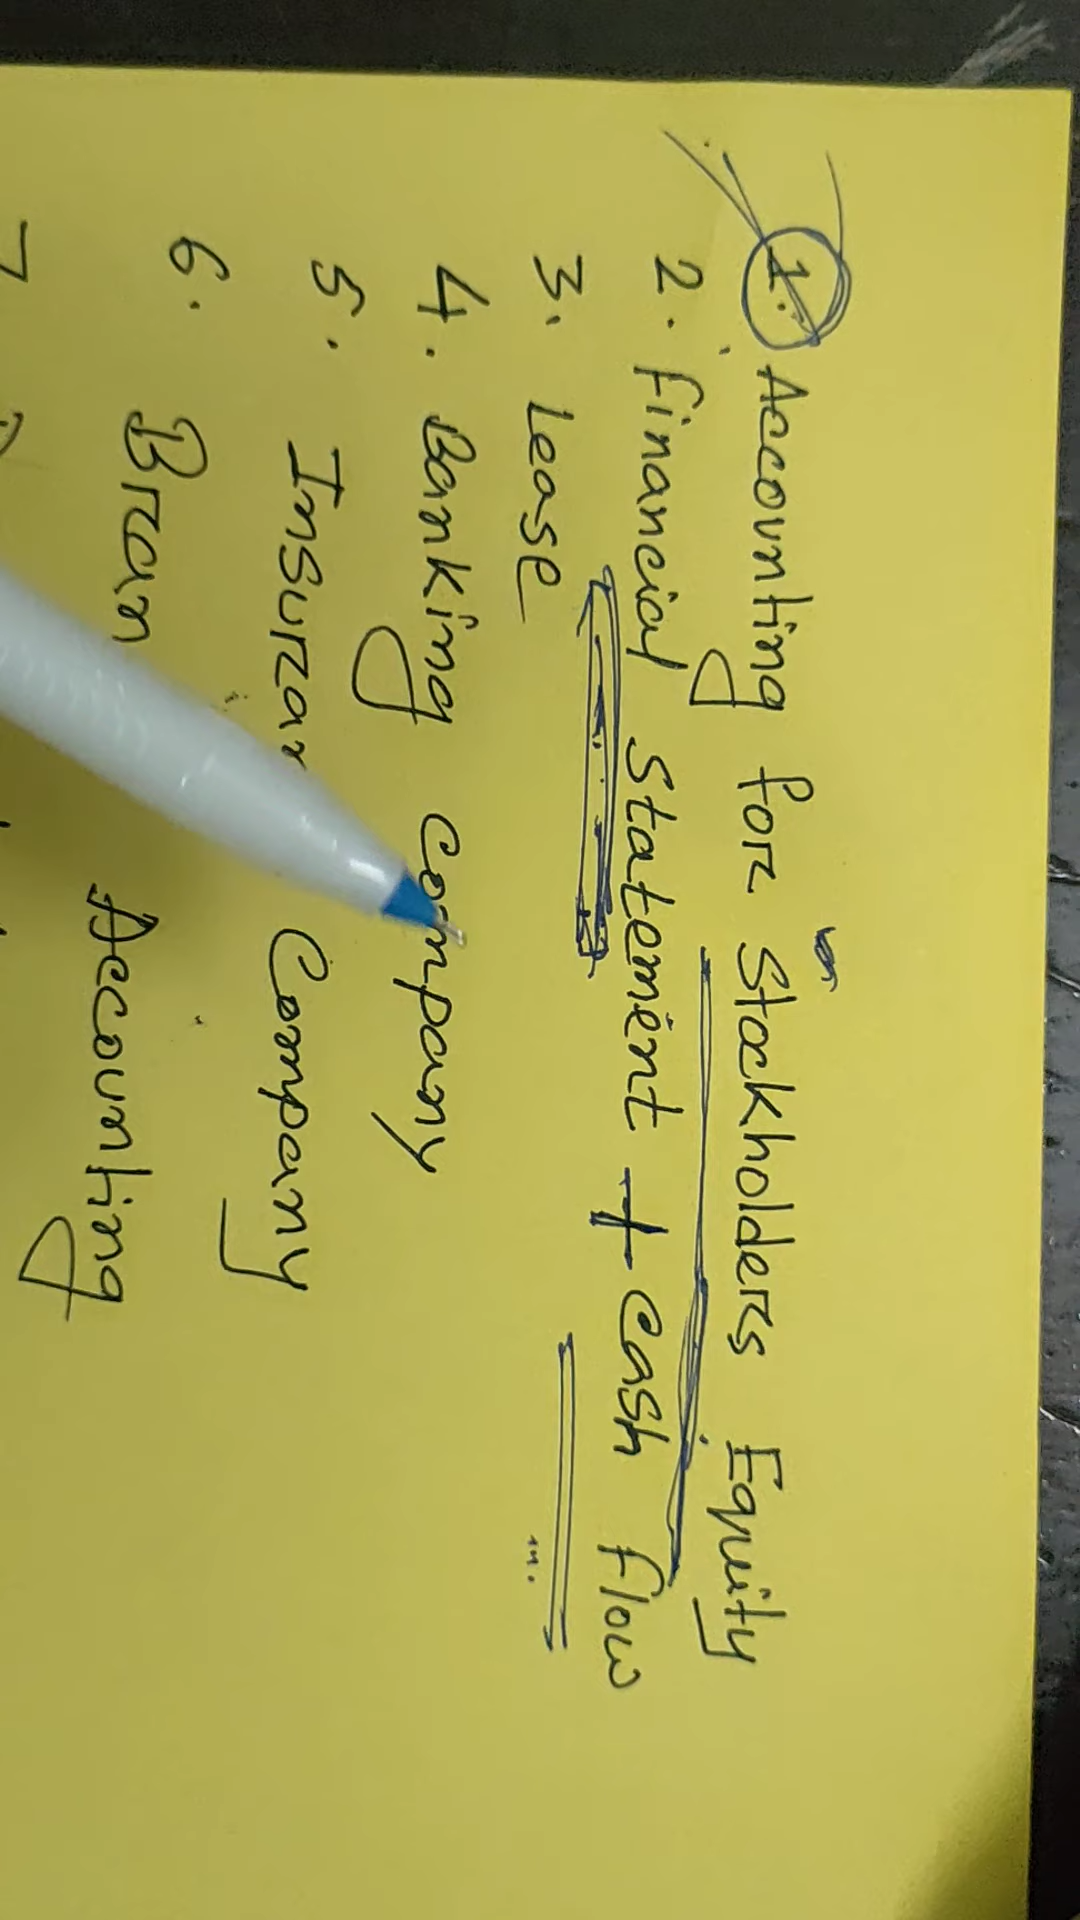 1. Accounting for Stockholders Equity
2. Financial Statement + Cash Flow
3. Lease
4. Banking Company
5. Company
6. Accounting
7